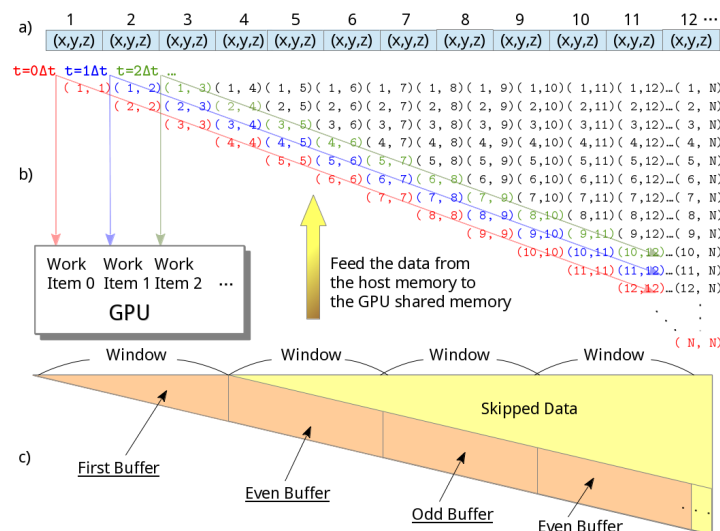 1 2 3 4 5 6 7 8 9 10 11 12 ...
a) (x,y,z) (x,y,z) (x,y,z) (x,y,z) (x,y,z) (x,y,z) (x,y,z) (x,y,z) (x,y,z) (x,y,z) (x,y,z) (x,y,z)
t=0Δt t=1Δt t=2Δt ...
( 1, 1)( 1, 2)( 1, 3)( 1, 4)( 1, 5)( 1, 6)( 1, 7)( 1, 8)( 1, 9)( 1,10)( 1,11)( 1,12)…( 1, N)
( 2, 2)( 2, 3)( 2, 4)( 2, 5)( 2, 6)( 2, 7)( 2, 8)( 2, 9)( 2,10)( 2,11)( 2,12)…( 2, N)
( 3, 3)( 3, 4)( 3, 5)( 3, 6)( 3, 7)( 3, 8)( 3, 9)( 3,10)( 3,11)( 3,12)…( 3, N)
( 4, 4)( 4, 5)( 4, 6)( 4, 7)( 4, 8)( 4, 9)( 4,10)( 4,11)( 4,12)…( 4, N)
( 5, 5)( 5, 6)( 5, 7)( 5, 8)( 5, 9)( 5,10)( 5,11)( 5,12)…( 5, N)
b) ( 6, 6)( 6, 7)( 6, 8)( 6, 9)( 6,10)( 6,11)( 6,12)…( 6, N)
( 7, 7)( 7, 8)( 7, 9)( 7,10)( 7,11)( 7,12)…( 7, N)
( 8, 8)( 8, 9)( 8,10)( 8,11)( 8,12)…( 8, N)
( 9, 9)( 9,10)( 9,11)( 9,12)…( 9, N)
(10,10)(10,11)(10,12)…(10, N)
(11,11)(11,12)…(11, N)
(12,12)…(12, N)
( N, N)
Work Work Work
Item 0 Item 1 Item 2 ...
GPU
Feed the data from
the host memory to
the GPU shared memory
Window Window Window Window
Skipped Data
c)
First Buffer
Even Buffer
Odd Buffer
Even Buffer
...